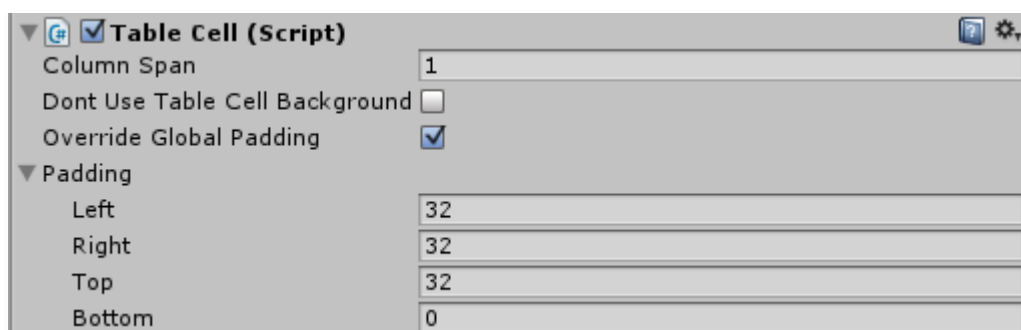 Table Cell (Script)
Column Span 1
Dont Use Table Cell Background
Override Global Padding
Padding
Left 32
Right 32
Top 32
Bottom 0